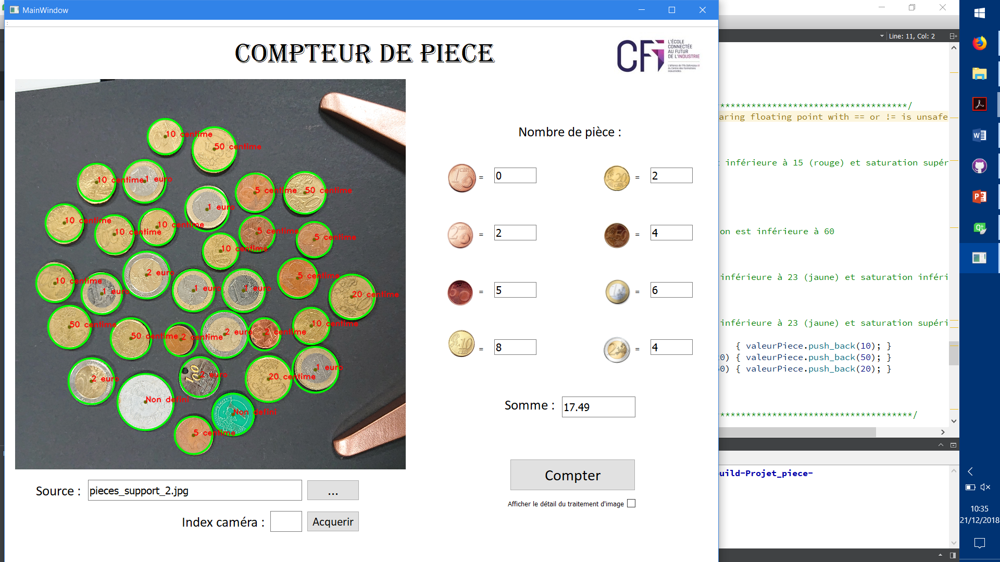 MainWindow
COMPTEUR DE PIECE
CFI
L'ÉCOLE
CONNECTÉE
AU FUTUR
DE L'INDUSTRIE
Line: 11, Col: 2
10 centime
50 centime
10 centime
1 euro
5 centime
50 centime
1 euro
10 centime
10 centime
10 centime
5 centime
5 centime
10 centime
2 euro
5 centime
10 centime
1 euro
1 euro
1 euro
20 centime
50 centime
50 centime
2 centime
2 euro
2 centime
10 centime
2 euro
100
2 euro
20 centime
1 euro
Non defini
Non defini
5 centime
Nombre de pièce :
= 0
= 2
= 2
= 4
= 5
= 6
= 8
= 4
Somme : 17.49
Compter
Afficher le détail du traitement d'image
Source : pieces_support_2.jpg ...
Index caméra : Acquerir
************************************/
aring floating point with == or != is unsafe
inférieure à 15 (rouge) et saturation supér
on est inférieure à 60
inférieure à 23 (jaune) et saturation inféri
inférieure à 23 (jaune) et saturation supéri
{ valeurPiece.push_back(10); }
0) { valeurPiece.push_back(50); }
0) { valeurPiece.push_back(20); }
*************************************/
uild-Projet_piece-
10:35
21/12/2018